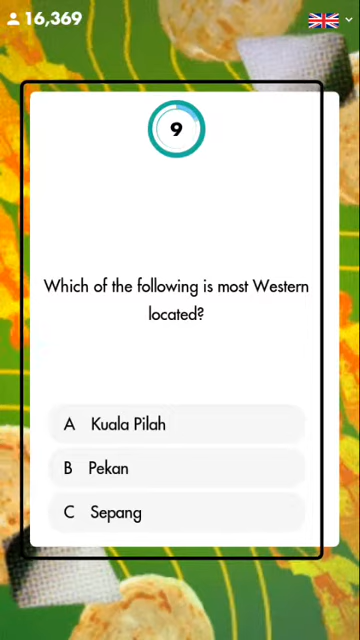 16,369
9
Which of the following is most Western
located?
A Kuala Pilah
B Pekan
C Sepang